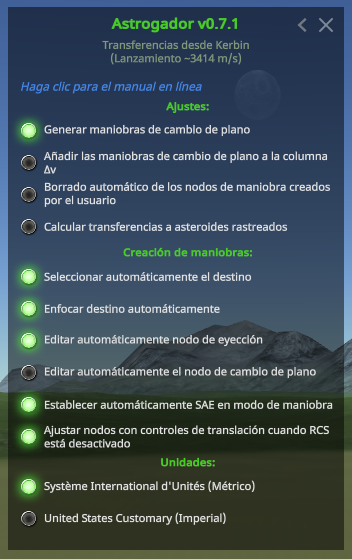 Astrogador v0.7.1
Transferencias desde Kerbin
(Lanzamiento ~3414 m/s)
Haga clic para el manual en línea
Ajustes:
Generar maniobras de cambio de plano
Añadir las maniobras de cambio de plano a la columna
Δv
Borrado automático de los nodos de maniobra creados
por el usuario
Calcular transferencias a asteroides rastreados
Creación de maniobras:
Seleccionar automáticamente el destino
Enfocar destino automáticamente
Editar automáticamente nodo de eyección
Editar automáticamente el nodo de cambio de plano
Establecer automáticamente SAE en modo de maniobra
Ajustar nodos con controles de translación cuando RCS
está desactivado
Unidades:
Système International d'Unités (Métrico)
United States Customary (Imperial)